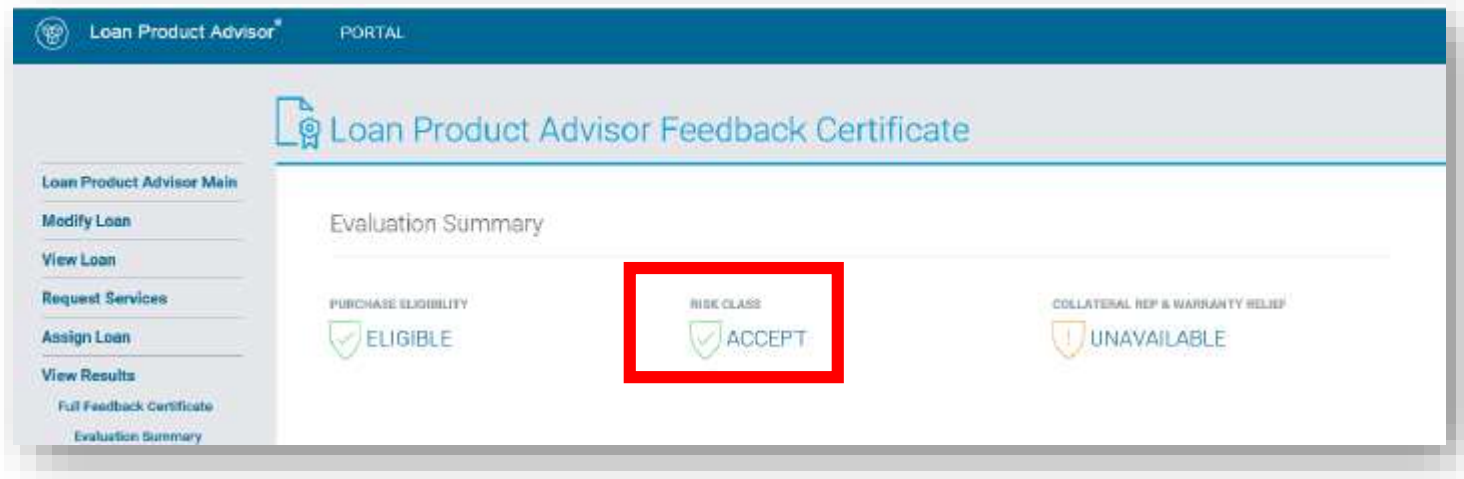 Loan Product Advisor® PORTAL
Loan Product Advisor Feedback Certificate
Loan Product Advisor Main
Modify Loan
View Loan
Request Services
Assign Loan
View Results
Full Feedback Certificate
Evaluation Summary
Evaluation Summary
PURCHASE ELIGIBILITY
ELIGIBLE
RISK CLASS
ACCEPT
COLLATERAL REP & WARRANTY RELIEF
UNAVAILABLE